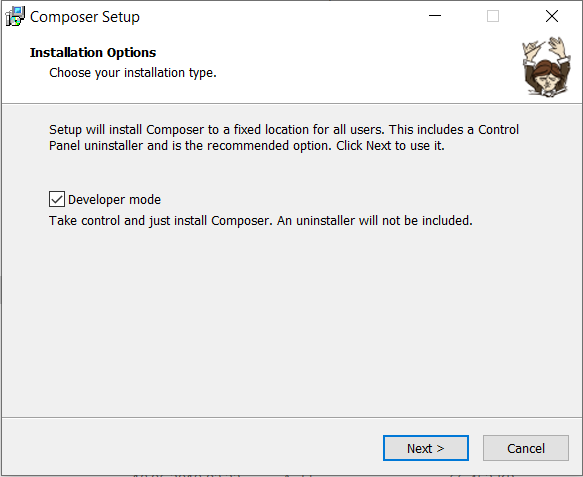 Composer Setup
Installation Options
Choose your installation type.
Setup will install Composer to a fixed location for all users. This includes a Control
Panel uninstaller and is the recommended option. Click Next to use it.
Developer mode
Take control and just install Composer. An uninstaller will not be included.
Next >
Cancel